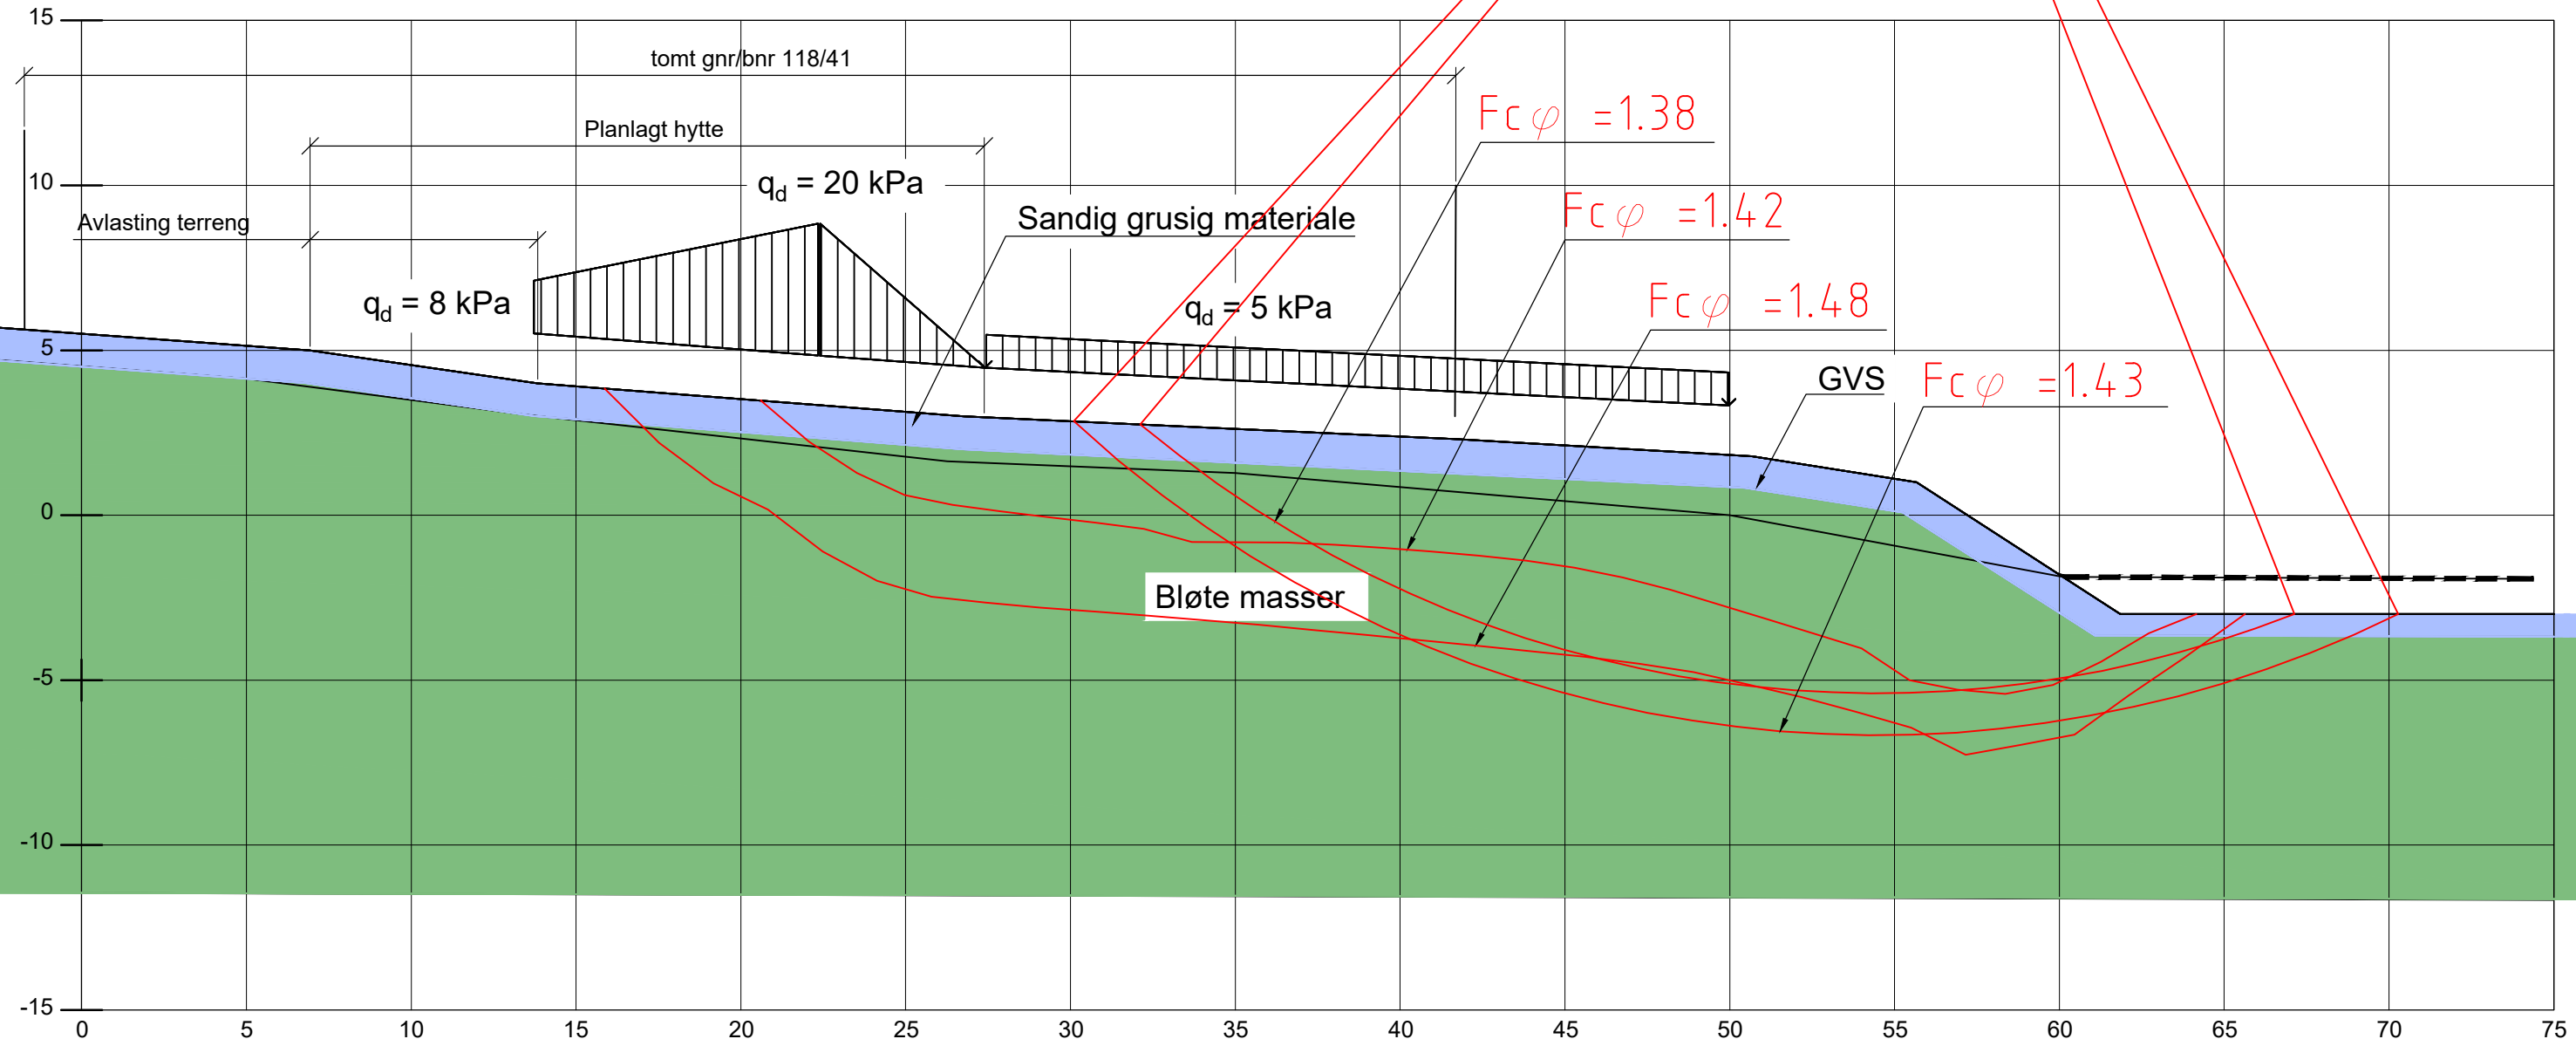 15
tomt gnr/bnr 118/41
Fcφ =1.38
Planlagt hytte
10
qd = 20 kPa
Fcφ =1.42
Avlasting terreng
Sandig grusig materiale
qd = 8 kPa
qd = 5 kPa
Fcφ =1.48
5
GVS
Fcφ =1.43
0
Bløte masser
-5
-10
-15
0 5 10 15 20 25 30 35 40 45 50 55 60 65 70 75